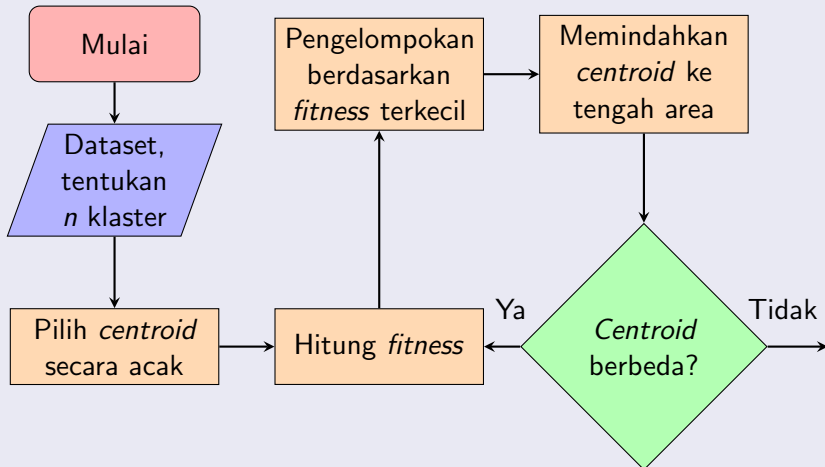 Mulai
Dataset,
tentukan
n klaster
Pilih centroid
secara acak
Hitung fitness
Pengelompokan
berdasarkan
fitness terkecil
Memindahkan
centroid ke
tengah area
Centroid
berbeda?
Ya
Tidak